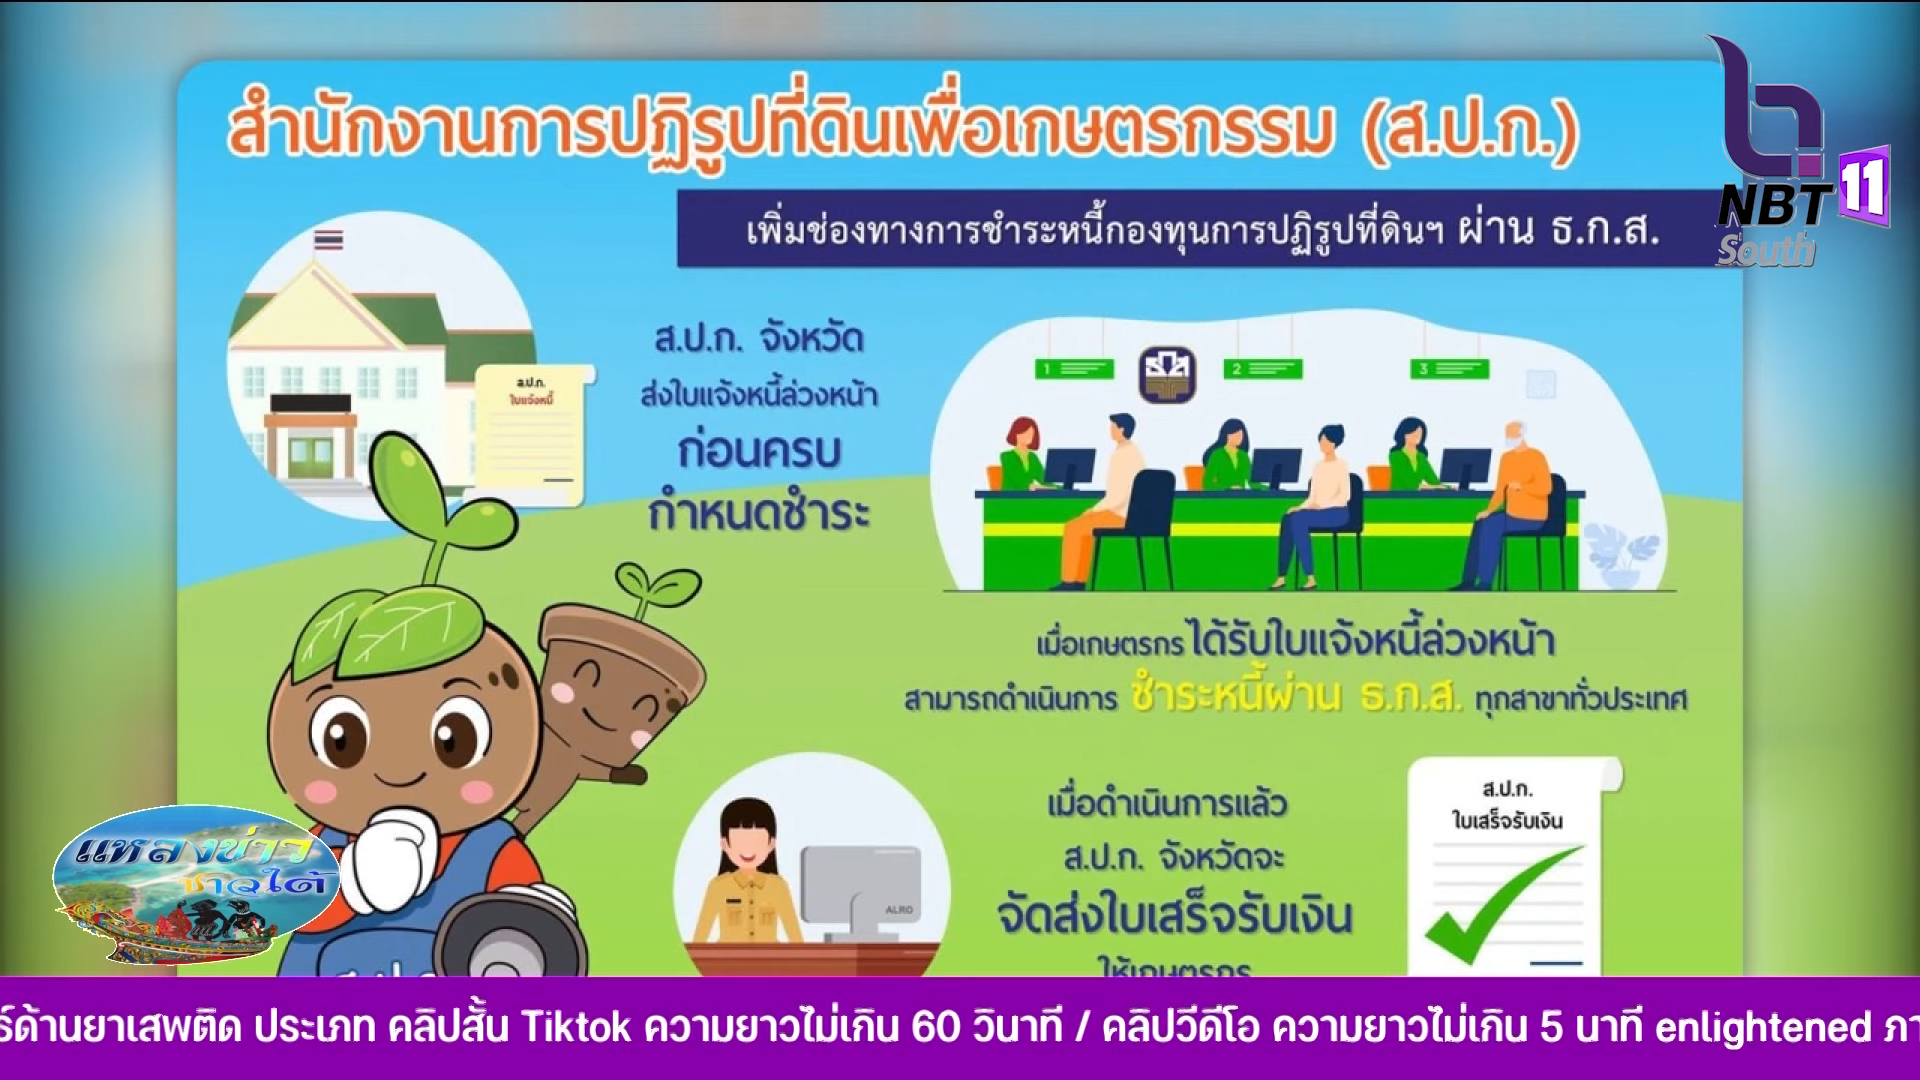 สำนักงานการปฏิรูปที่ดินเพื่อเกษตรกรรม (ส.ป.ก.)
เพิ่มช่องทางการชำระหนี้กองทุนการปฏิรูปที่ดินฯ ผ่าน ธ.ก.ส.
NBT 11
South
ส.ป.ก. จังหวัด
ส่งใบแจ้งหนี้ล่วงหน้า
ก่อนครบ
กำหนดชำระ
ส.ป.ก.
ใบแจ้งหนี้
1
2
3
เมื่อเกษตรกรได้รับใบแจ้งหนี้ล่วงหน้า
สามารถดำเนินการ ชำระหนี้ผ่าน ธ.ก.ส. ทุกสาขาทั่วประเทศ
เมื่อดำเนินการแล้ว
ส.ป.ก. จังหวัดจะ
จัดส่งใบเสร็จรับเงิน
ให้เกษตรกร
ส.ป.ก.
ใบเสร็จรับเงิน
ALRO
แหลงข่าว
ชาวใต้
ส.ป.ก
ร์ด้านยาเสพติด ประเภท คลิปสั้น Tiktok ความยาวไม่เกิน 60 วินาที / คลิปวีดีโอ ความยาวไม่เกิน 5 นาที enlightened ภา